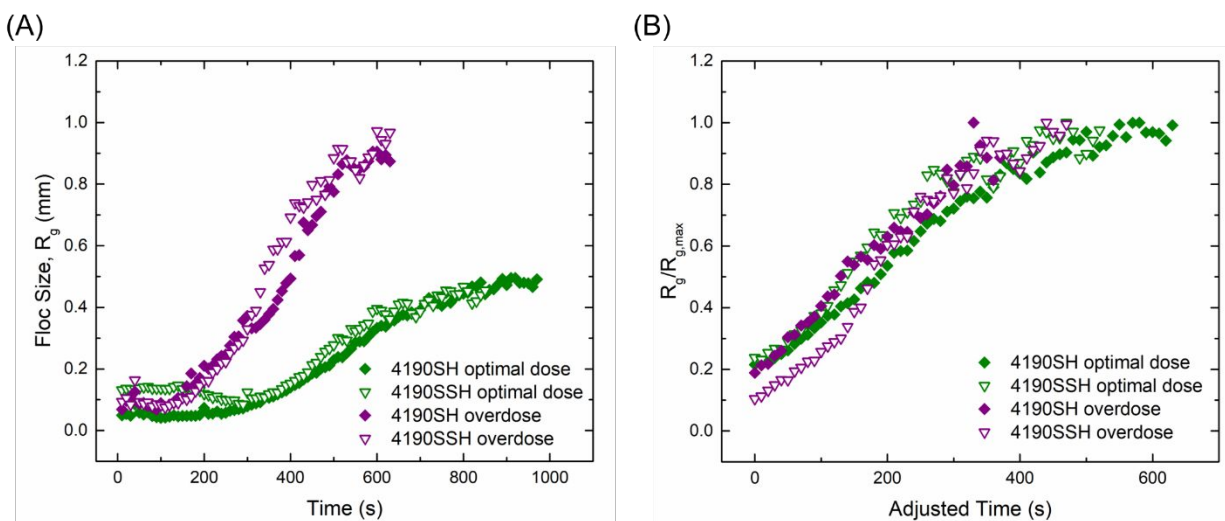 (A)
1.2
1.0
0.8
0.6
0.4
0.2
0.0
Floc Size, Rg (mm)
4190SH optimal dose
4190SSH optimal dose
4190SH overdose
4190SSH overdose
0 200 400 600 800 1000
Time (s)
(B)
1.2
1.0
0.8
0.6
0.4
0.2
0.0
Rg/Rg,max
4190SH optimal dose
4190SSH optimal dose
4190SH overdose
4190SSH overdose
0 200 400 600
Adjusted Time (s)